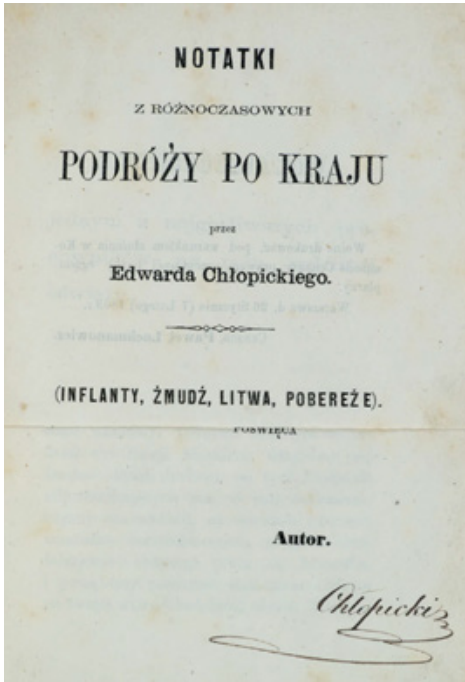 NOTATKI
Z RÓŻNOCZASOWYCH
PODRÓŻY PO KRAJU
przez
Edwarda Chłopickiego.
(INFLANTY, ŻMUDŹ, LITWA, POBEREŻE).
POŚWIĘCA
Autor.
Chłopicki